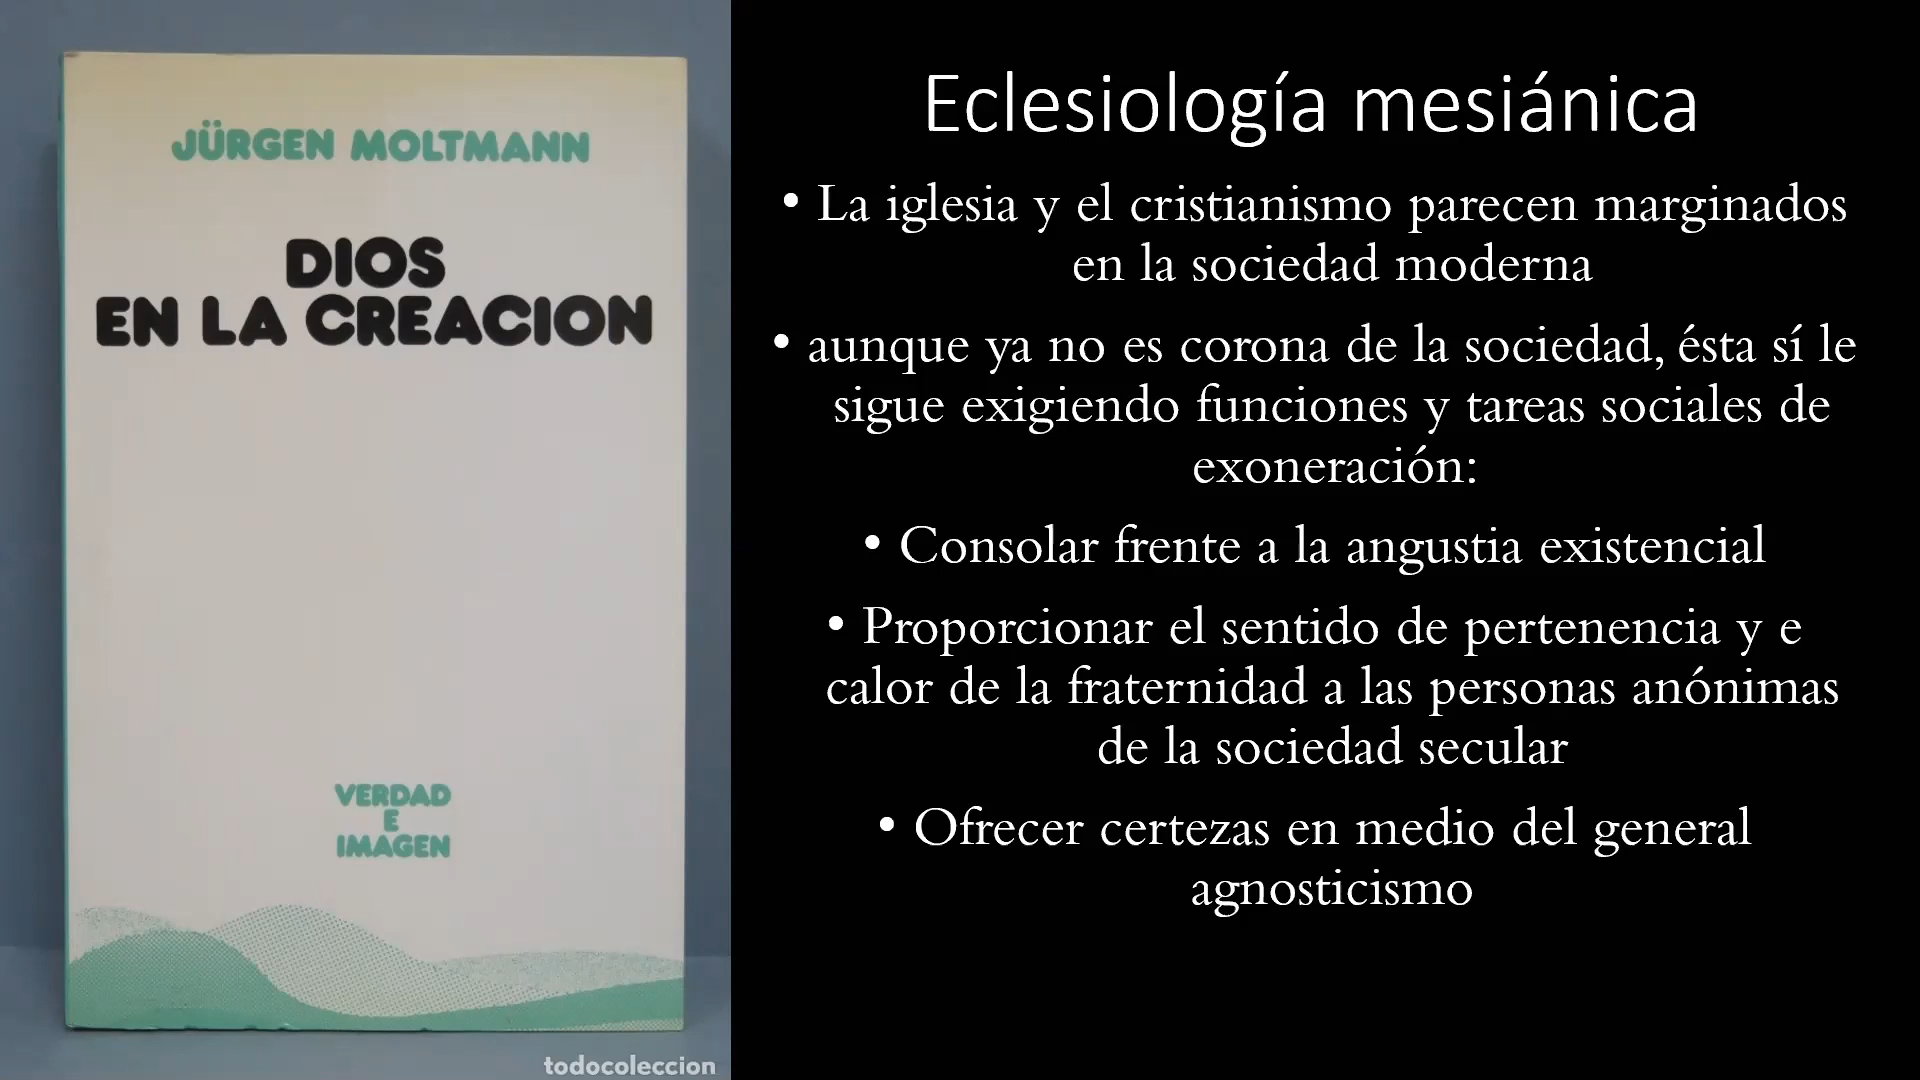 JÜRGEN MOLTMANN
DIOS
EN LA CREACION
VERDAD
E
IMAGEN
todocoleccion
Eclesiología mesiánica
• La iglesia y el cristianismo parecen marginados
en la sociedad moderna
• aunque ya no es corona de la sociedad, ésta sí le
sigue exigiendo funciones y tareas sociales de
exoneración:
• Consolar frente a la angustia existencial
• Proporcionar el sentido de pertenencia y e
calor de la fraternidad a las personas anónimas
de la sociedad secular
• Ofrecer certezas en medio del general
agnosticismo